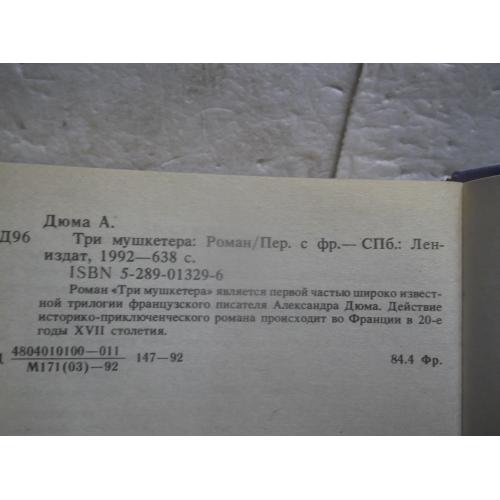 Дюма А.
Д96 Три мушкетера: Роман/Пер. с фр.— СПб.: Лен-
издат, 1992—638 с.
ISBN 5-289-01329-6
Роман «Три мушкетера» является первой частью широко извест-
ной трилогии французского писателя Александра Дюма. Действие
историко-приключенческого романа происходит во Франции в 20-е
годы XVII столетия.
4804010100—011
М171(03)—92
147—92
84.4 Фр.